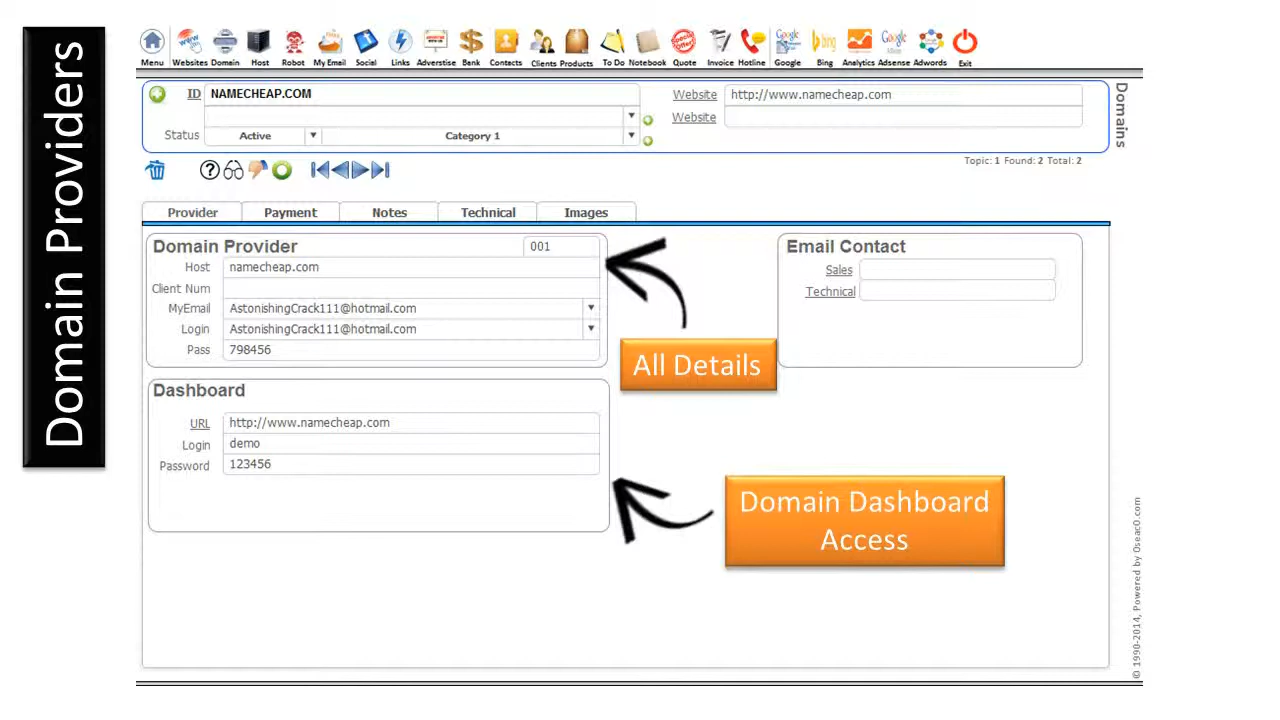 Domain Providers
Menu Websites Domain Host Robot My Email Social Links Adverstise Bank Contacts Clients Products To Do Notebook Quote Invoice Hotline Google Bing Analytics Adsense Adwords Exit
ID NAMECHEAP.COM
Website http://www.namecheap.com
Website
Status Active Category 1
Domains
Topic: 1 Found: 2 Total: 2
Provider Payment Notes Technical Images
Domain Provider 001
Host namecheap.com
Client Num
MyEmail AstonishingCrack111@hotmail.com
Login AstonishingCrack111@hotmail.com
Pass 798456
Email Contact
Sales
Technical
All Details
Dashboard
URL http://www.namecheap.com
Login demo
Password 123456
Domain Dashboard
Access
© 1990-2014, Powered by OseacO.com